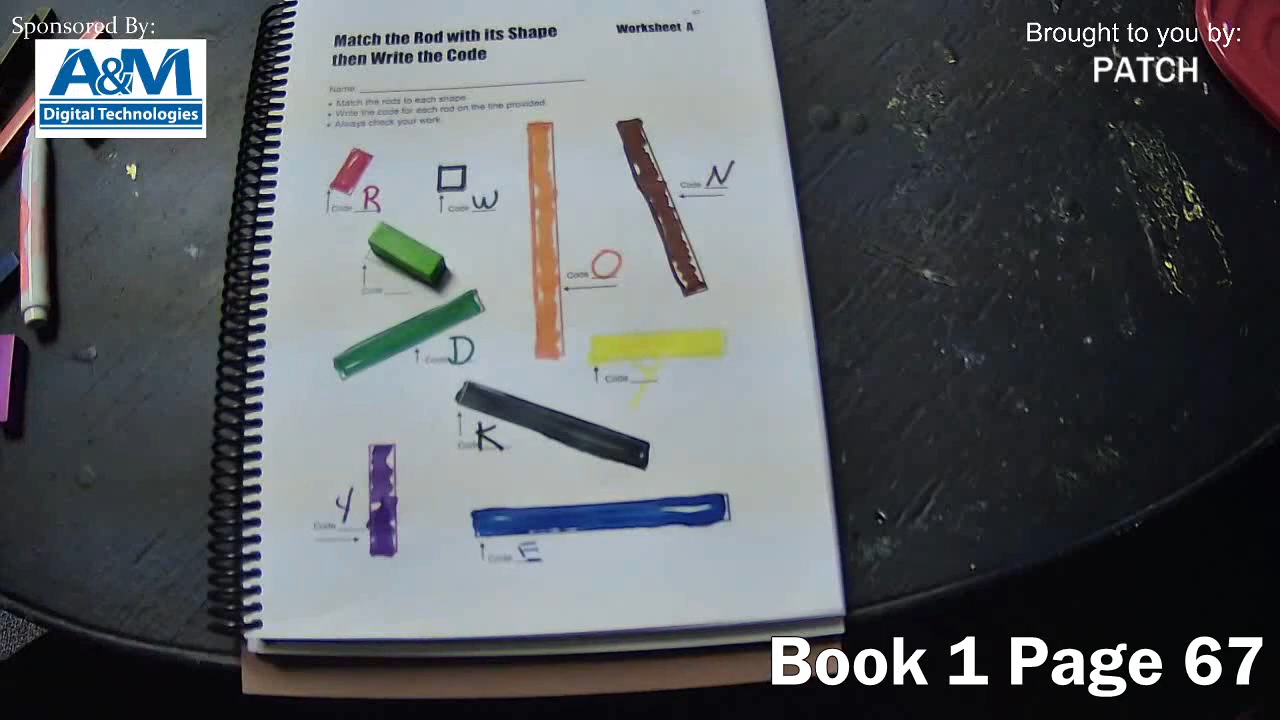 Sponsored By:
A&M
Digital Technologies
Brought to you by:
PATCH
Match the Rod with its Shape
then Write the Code
Worksheet A
Name
• Match the rods to each shape.
• Write the code for each rod on the line provided.
• Always check your work.
Code R
Code W
Code N
Code O
Code
Code D
Code Y
Code K
Code y
Code E
Book 1 Page 67